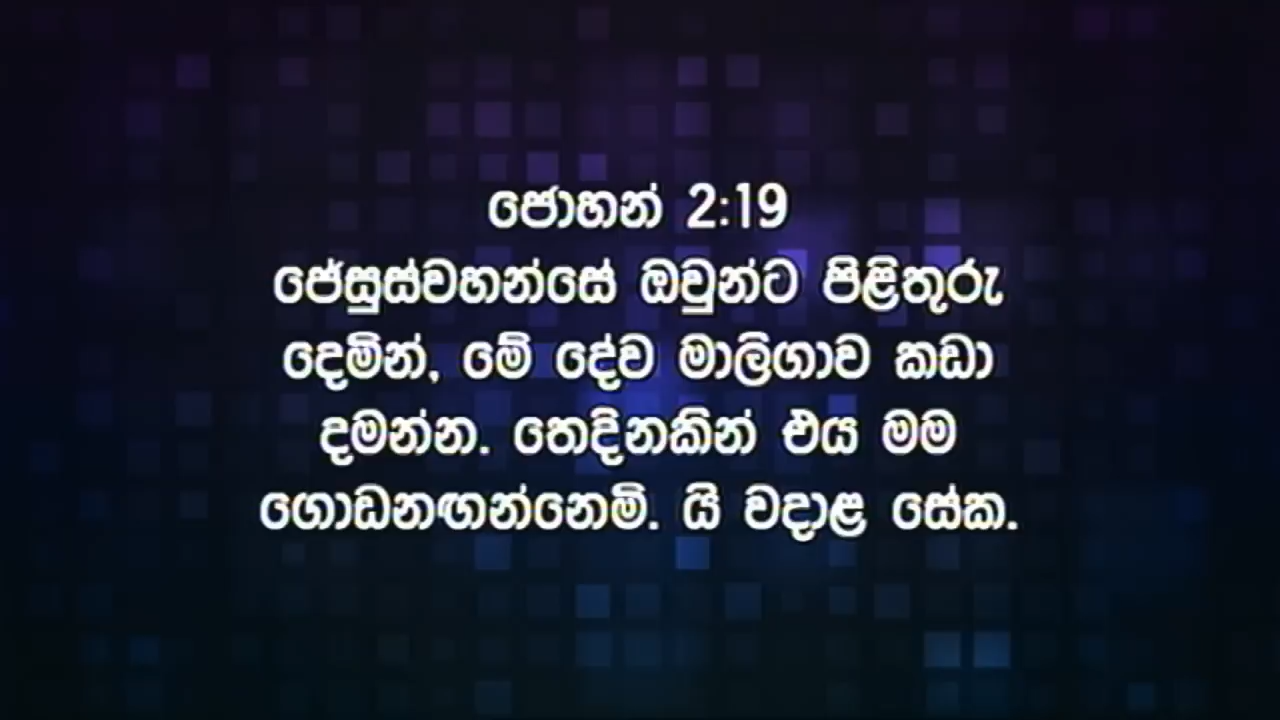 ජොහන් 2:19
ජේසුස්වහන්සේ ඔවුන්ට පිළිතුරු
දෙමින්, මේ දේව මාලිගාව කඩා
දමන්න. තෙදිනකින් එය මම
ගොඩනඟන්නෙමි. යි වදාළ සේක.